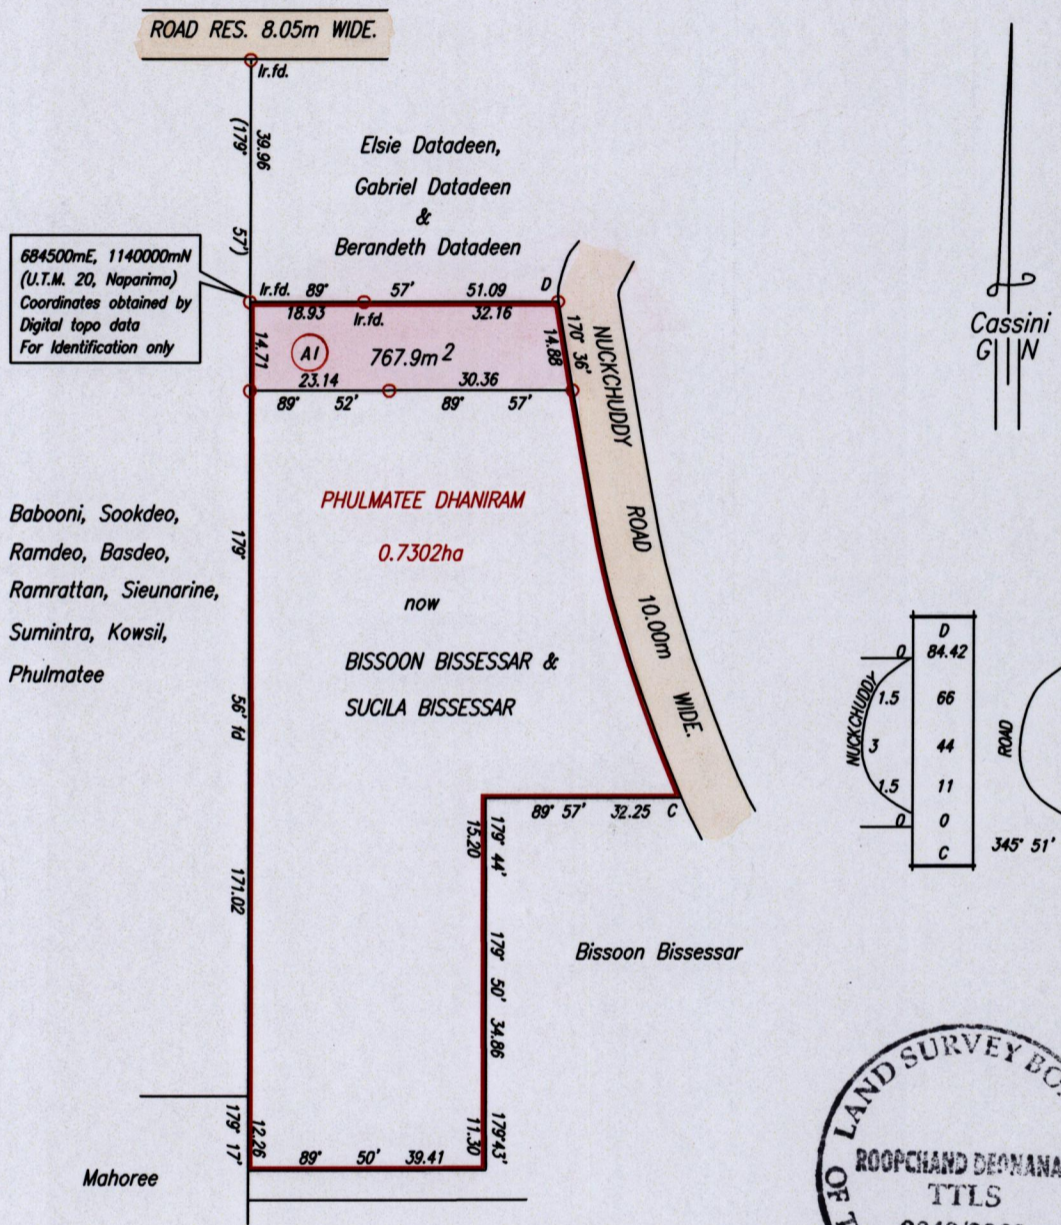 ROAD RES. 8.05m WIDE.
Ir.fd.
39.96
(179° 57')
Elsie Datadeen,
Gabriel Datadeen
&
Berandeth Datadeen
684500mE, 1140000mN
(U.T.M. 20, Naparima)
Coordinates obtained by
Digital topo data
For Identification only
Cassini
G N
Ir.fd. 89° 57' 51.09 D
18.93 Ir.fd. 32.16
14.71
A1
767.9m 2
14.88
170° 36'
23.14 30.36
89° 52' 89° 57'
NUCKCHUDDY ROAD 10.00m WIDE.
PHULMATEE DHANIRAM
0.7302ha
now
BISSOON BISSESSAR &
SUCILA BISSESSAR
Babooni, Sookdeo,
Ramdeo, Basdeo,
Ramrattan, Sieunarine,
Sumintra, Kowsil,
Phulmatee
179° 56' fd 171.02
D
0 84.42
1.5 66
3 44
1.5 11
0 0
C
NUCKCHUDDY
ROAD
345° 51'
89° 57' 32.25 C
15.20
179° 44'
179° 50' 34.86
Bissoon Bissessar
11.30
179°43'
12.26
179° 17'
89° 50' 39.41
Mahoree
LAND SURVEY BO
ROOPCHAND DEONANA
TTLS
OF